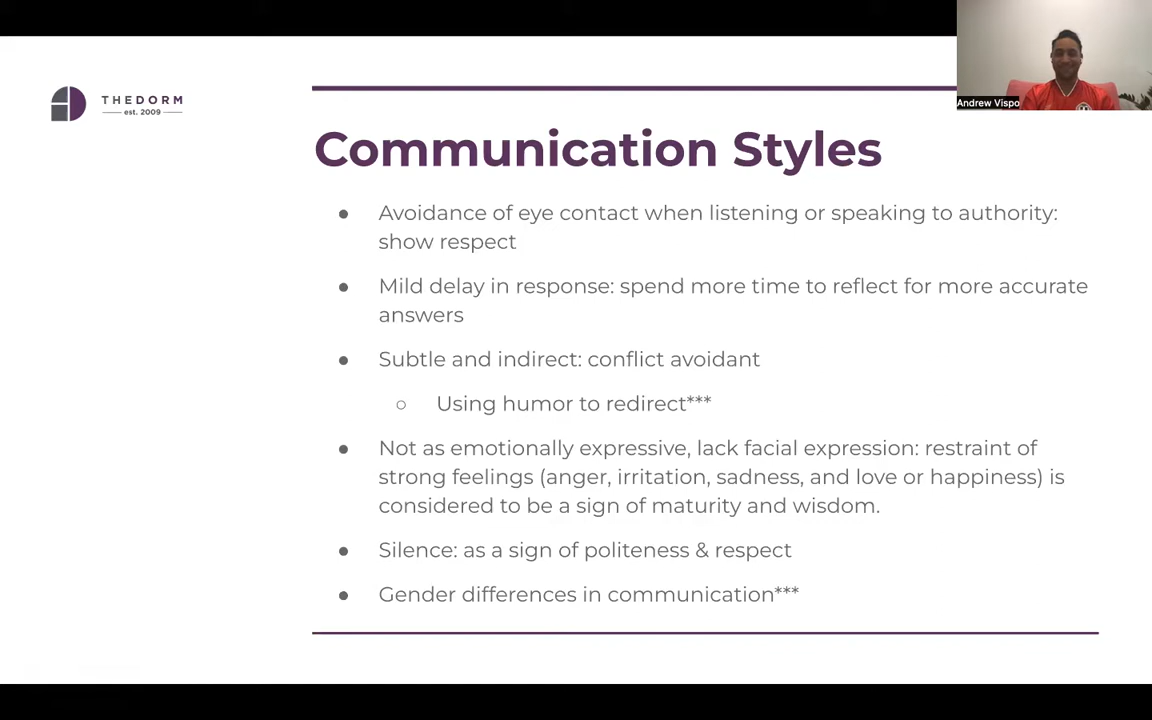 THEDORM
est. 2009
Andrew Vispo
Communication Styles
● Avoidance of eye contact when listening or speaking to authority:
show respect
● Mild delay in response: spend more time to reflect for more accurate
answers
● Subtle and indirect: conflict avoidant
○ Using humor to redirect***
● Not as emotionally expressive, lack facial expression: restraint of
strong feelings (anger, irritation, sadness, and love or happiness) is
considered to be a sign of maturity and wisdom.
● Silence: as a sign of politeness & respect
● Gender differences in communication***